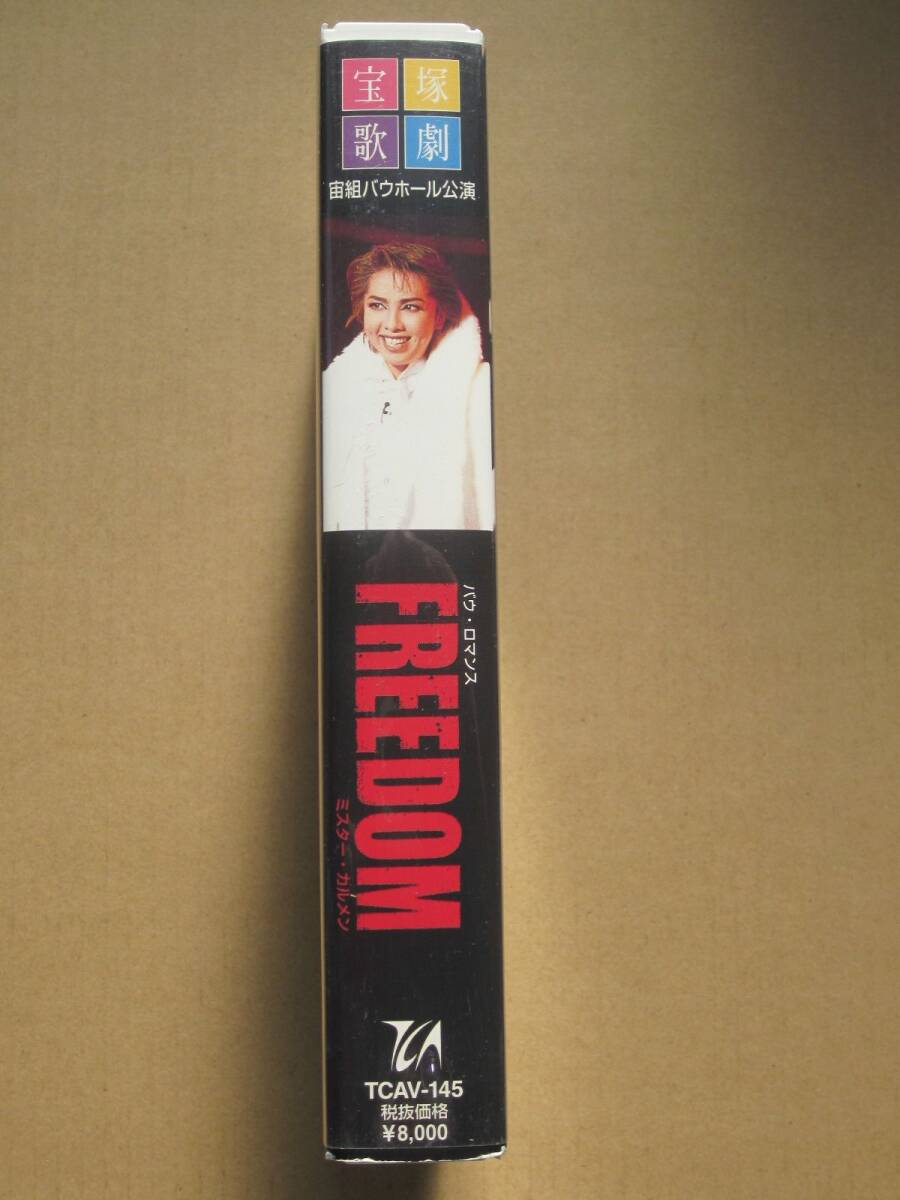 宝塚
歌劇
宙組バウホール公演
バウ・ロマンス
FREEDOM
ミスター・カルメン
TCA
TCAV-145
税抜価格
¥8,000